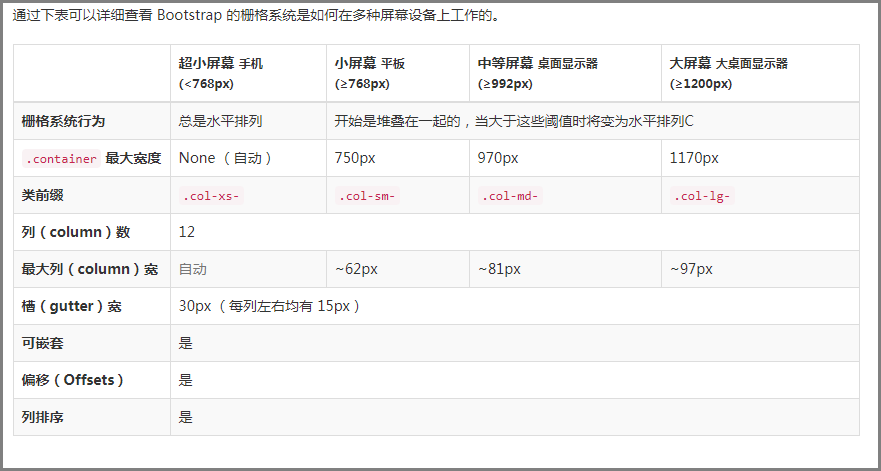 通过下表可以详细查看 Bootstrap 的栅格系统是如何在多种屏幕设备上工作的。
超小屏幕 手机 (<768px) 小屏幕 平板 (≥768px) 中等屏幕 桌面显示器 (≥992px) 大屏幕 大桌面显示器 (≥1200px)
栅格系统行为 总是水平排列 开始是堆叠在一起的，当大于这些阈值时将变为水平排列C
.container 最大宽度 None （自动） 750px 970px 1170px
类前缀 .col-xs- .col-sm- .col-md- .col-lg-
列（column）数 12
最大列（column）宽 自动 ~62px ~81px ~97px
槽（gutter）宽 30px （每列左右均有 15px）
可嵌套 是
偏移（Offsets） 是
列排序 是